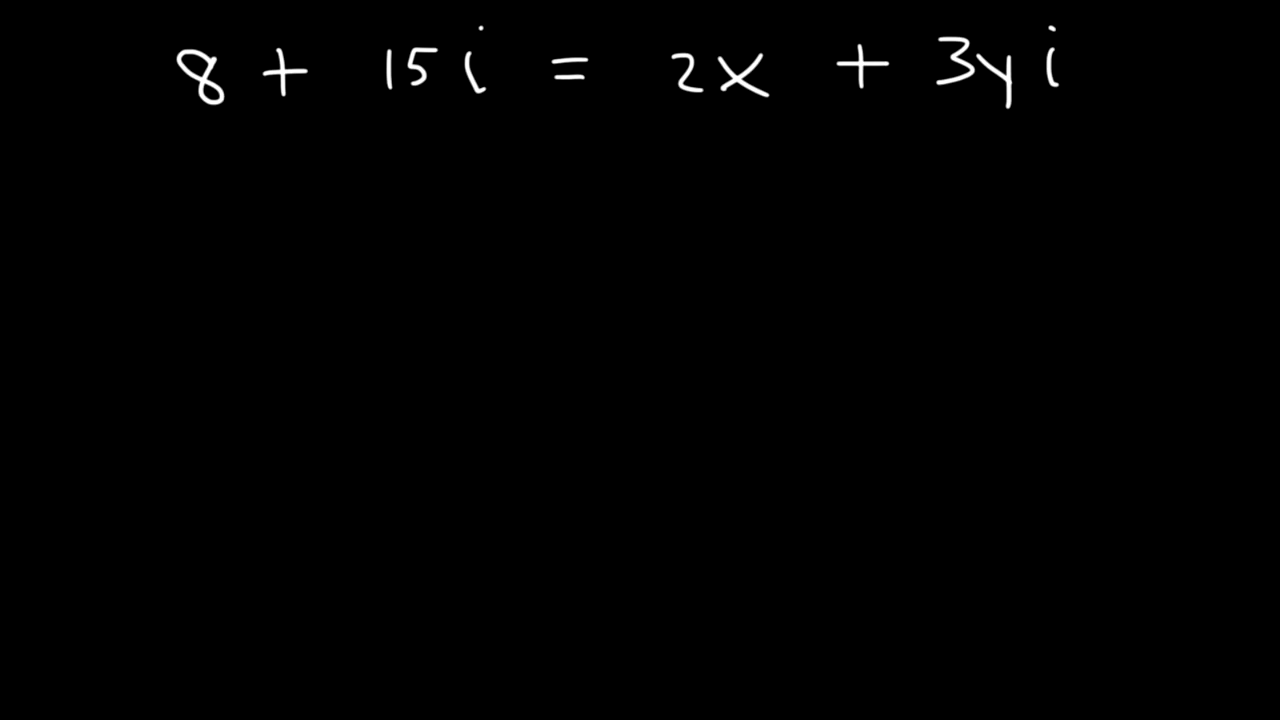 8 + 15i = 2x + 3yi